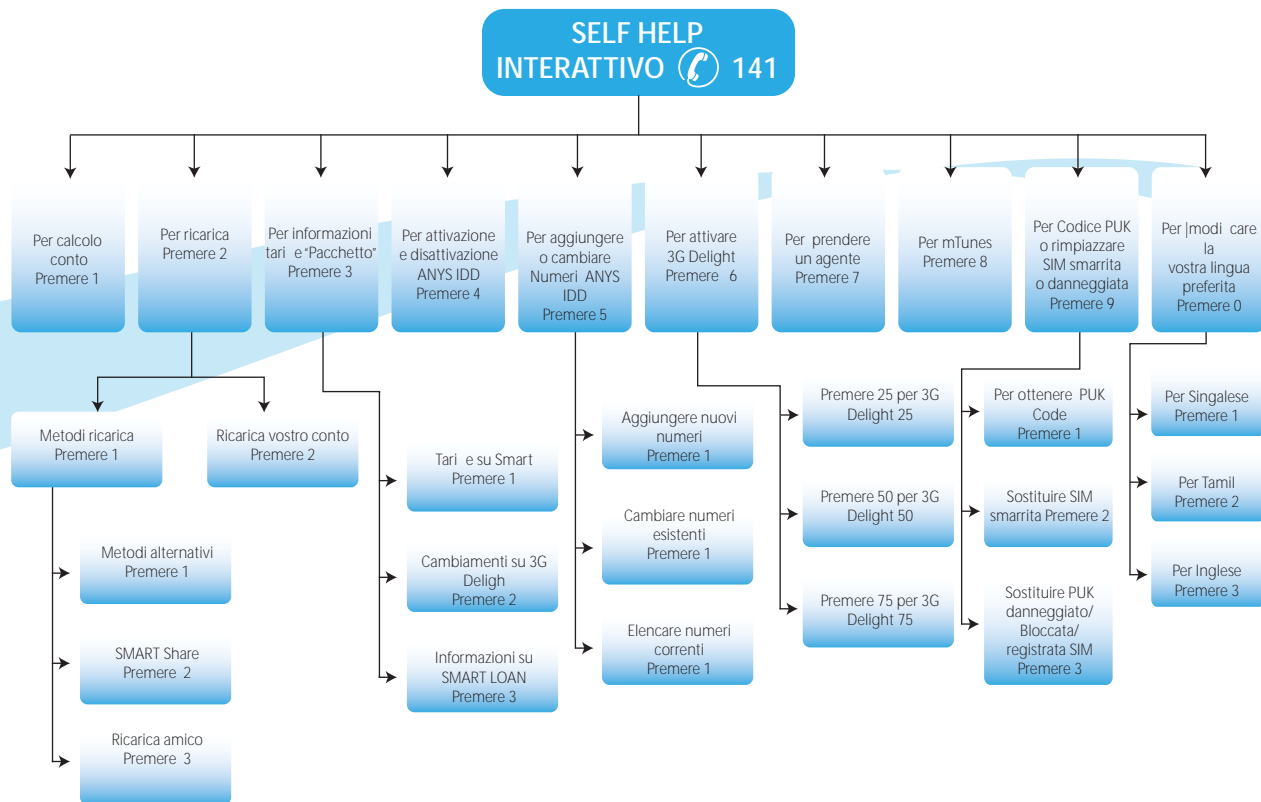 SELF HELP
INTERATTIVO 141
Per calcolo
conto
Premere 1
Per ricarica
Premere 2
Per informazioni
tari e "Pacchetto"
Premere 3
Per attivazione
e disattivazione
ANYS IDD
Premere 4
Per aggiungere
o cambiare
Numeri ANYS
IDD
Premere 5
Per attivare
3G Delight
Premere 6
Per prendere
un agente
Premere 7
Per mTunes
Premere 8
Per Codice PUK
o rimpiazzare
SIM smarrita
o danneggiata
Premere 9
Per |modi care
la
vostra lingua
preferita
Premere 0
Metodi ricarica
Premere 1
Ricarica vostro conto
Premere 2
Metodi alternativi
Premere 1
SMART Share
Premere 2
Ricarica amico
Premere 3
Tari e su Smart
Premere 1
Cambiamenti su 3G
Deligh
Premere 2
Informazioni su
SMART LOAN
Premere 3
Aggiungere nuovi
numeri
Premere 1
Cambiare numeri
esistenti
Premere 1
Elencare numeri
correnti
Premere 1
Premere 25 per 3G
Delight 25
Premere 50 per 3G
Delight 50
Premere 75 per 3G
Delight 75
Per ottenere PUK
Code
Premere 1
Sostituire SIM
smarrita Premere 2
Sostituire PUK
danneggiato/
Bloccata/
registrata SIM
Premere 3
Per Singalese
Premere 1
Per Tamil
Premere 2
Per Inglese
Premere 3